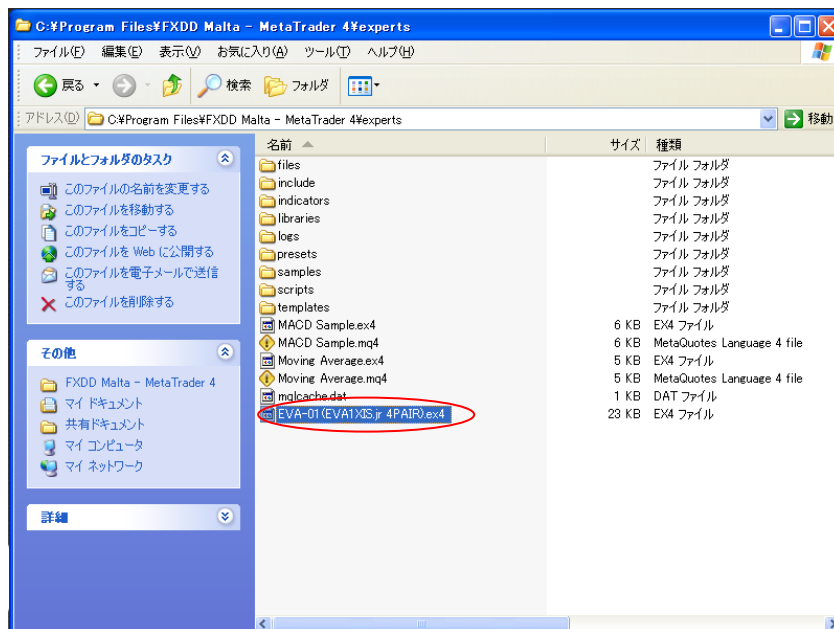 C:¥Program Files¥FXDD Malta - MetaTrader 4¥experts
ファイル(F) 編集(E) 表示(V) お気に入り(A) ツール(T) ヘルプ(H)
戻る 検索 フォルダ
アドレス(D) C:¥Program Files¥FXDD Malta - MetaTrader 4¥experts 移動
ファイルとフォルダのタスク
このファイルの名前を変更する
このファイルを移動する
このファイルをコピーする
このファイルを Web に公開する
このファイルを電子メールで送信
する
このファイルを削除する
その他
FXDD Malta - MetaTrader 4
マイ ドキュメント
共有ドキュメント
マイ コンピュータ
マイ ネットワーク
詳細
名前 サイズ 種類
files ファイル フォルダ
include ファイル フォルダ
indicators ファイル フォルダ
libraries ファイル フォルダ
logs ファイル フォルダ
presets ファイル フォルダ
samples ファイル フォルダ
scripts ファイル フォルダ
templates ファイル フォルダ
MACD Sample.ex4 6 KB EX4 ファイル
MACD Sample.mq4 6 KB MetaQuotes Language 4 file
Moving Average.ex4 5 KB EX4 ファイル
Moving Average.mq4 5 KB MetaQuotes Language 4 file
mqlcache.dat 1 KB DAT ファイル
EVA-01(EVA1XIS.jr 4PAIR).ex4 23 KB EX4 ファイル